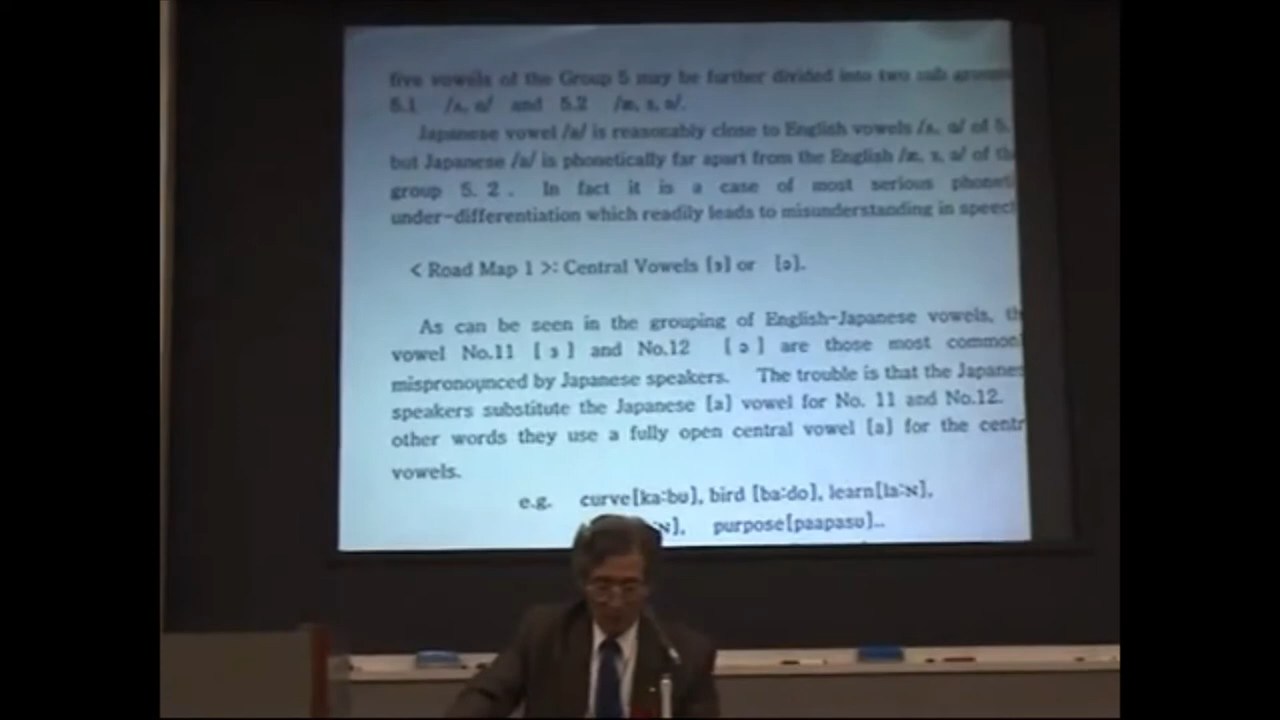 five vowels of the Group 5 may be further divided into two sub
5.1 /ʌ, ɑ/ and 5.2 /æ, ɜ, ə/.
Japanese vowel /a/ is reasonably close to English vowels /ʌ, ɑ/ of 5.
but Japanese /a/ is phonetically far apart from the English /æ, ɜ, ə/ of
group 5. 2 . In fact it is a case of most serious
under-differentiation which readily leads to misunderstanding in
< Road Map 1 >: Central Vowels [ɜ] or [ə].
As can be seen in the grouping of English-Japanese vowels,
vowel No.11 [ ɜ ] and No.12 [ ə ] are those most
mispronounced by Japanese speakers. The trouble is that the
speakers substitute the Japanese [a] vowel for No. 11 and No.12.
other words they use a fully open central vowel [a] for the
vowels.
e.g. curve[ka:bʊ], bird [ba:do], learn[la:ɴ],
purpose[paapasʊ]..